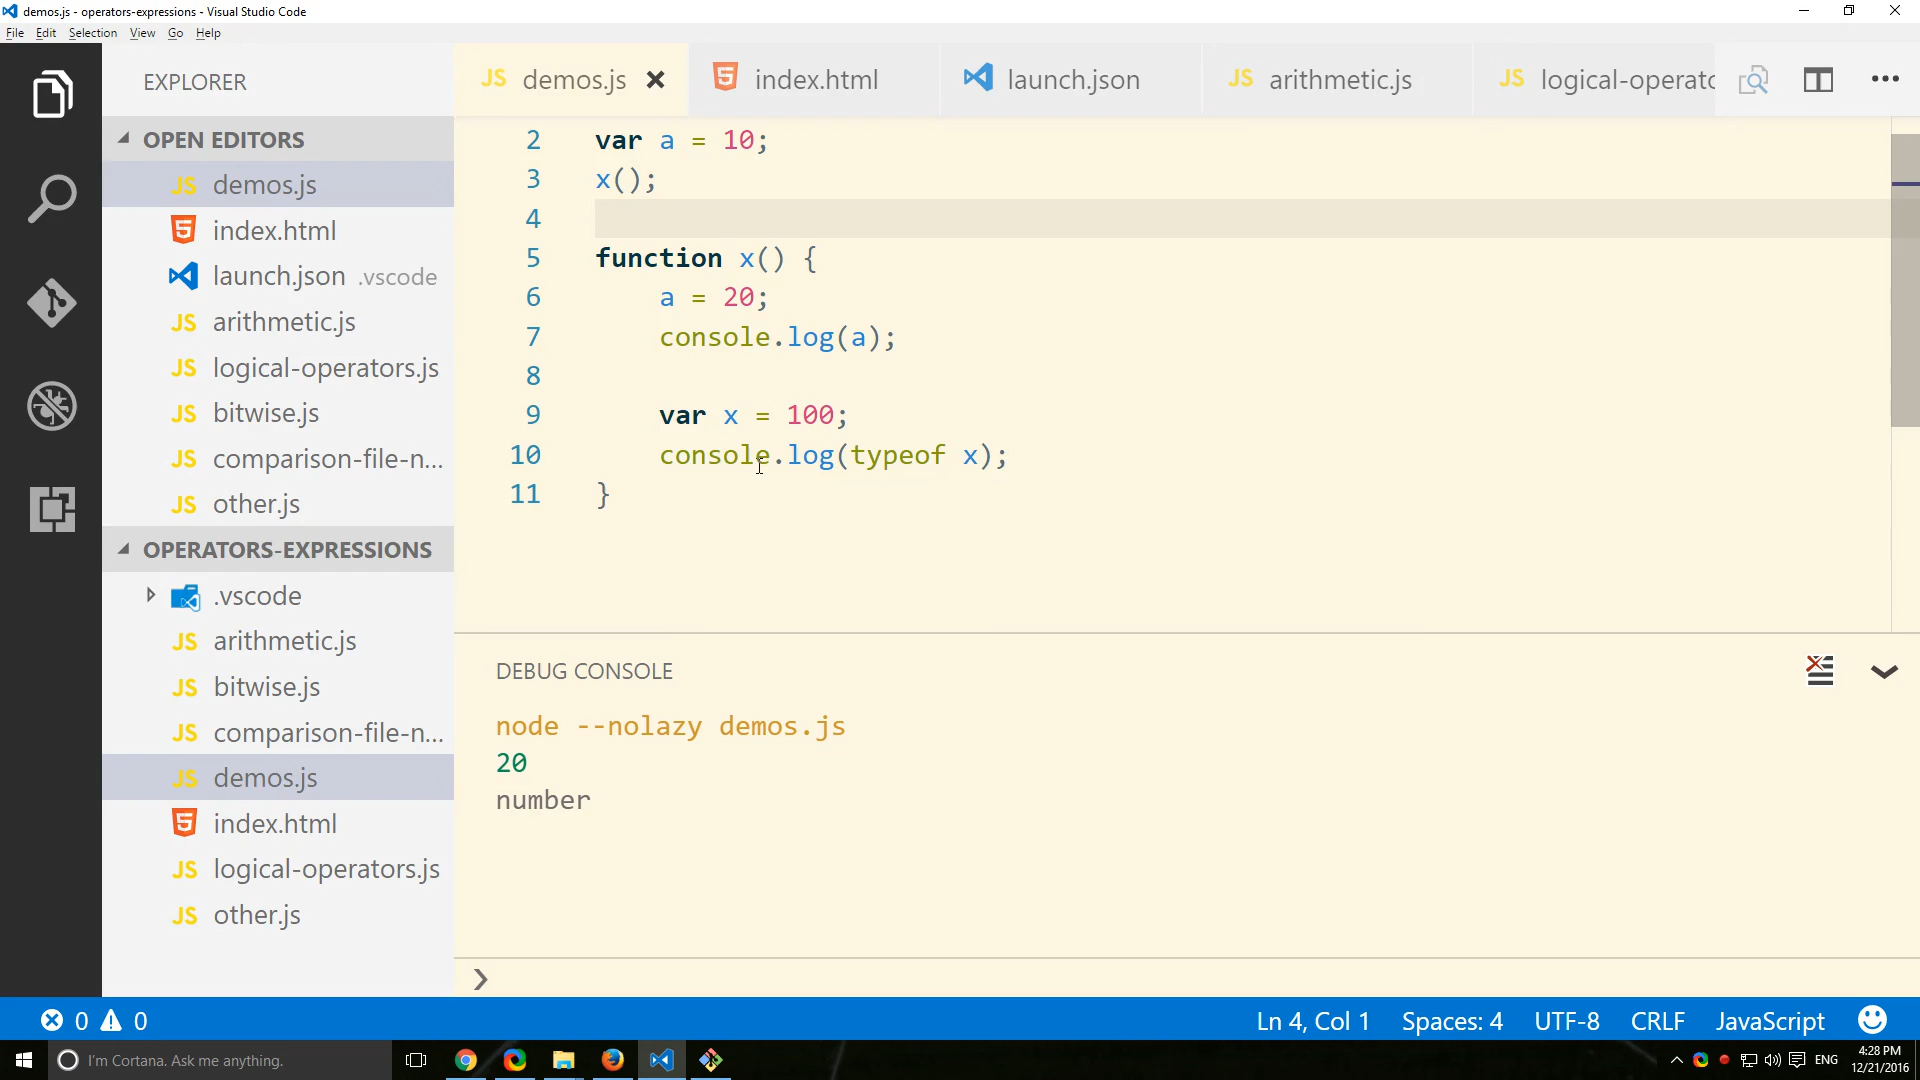 demos.js - operators-expressions - Visual Studio Code
File Edit Selection View Go Help
EXPLORER
OPEN EDITORS
JS demos.js
index.html
launch.json .vscode
JS arithmetic.js
JS logical-operators.js
JS bitwise.js
JS comparison-file-n...
JS other.js
OPERATORS-EXPRESSIONS
.vscode
JS arithmetic.js
JS bitwise.js
JS comparison-file-n...
JS demos.js
index.html
JS logical-operators.js
JS other.js
JS demos.js index.html launch.json JS arithmetic.js JS logical-operato
2 var a = 10;
3 x();
4
5 function x() {
6 a = 20;
7 console.log(a);
8
9 var x = 100;
10 console.log(typeof x);
11 }
DEBUG CONSOLE
node --nolazy demos.js
20
number
0 0 Ln 4, Col 1 Spaces: 4 UTF-8 CRLF JavaScript
I'm Cortana. Ask me anything.
ENG
4:28 PM
12/21/2016